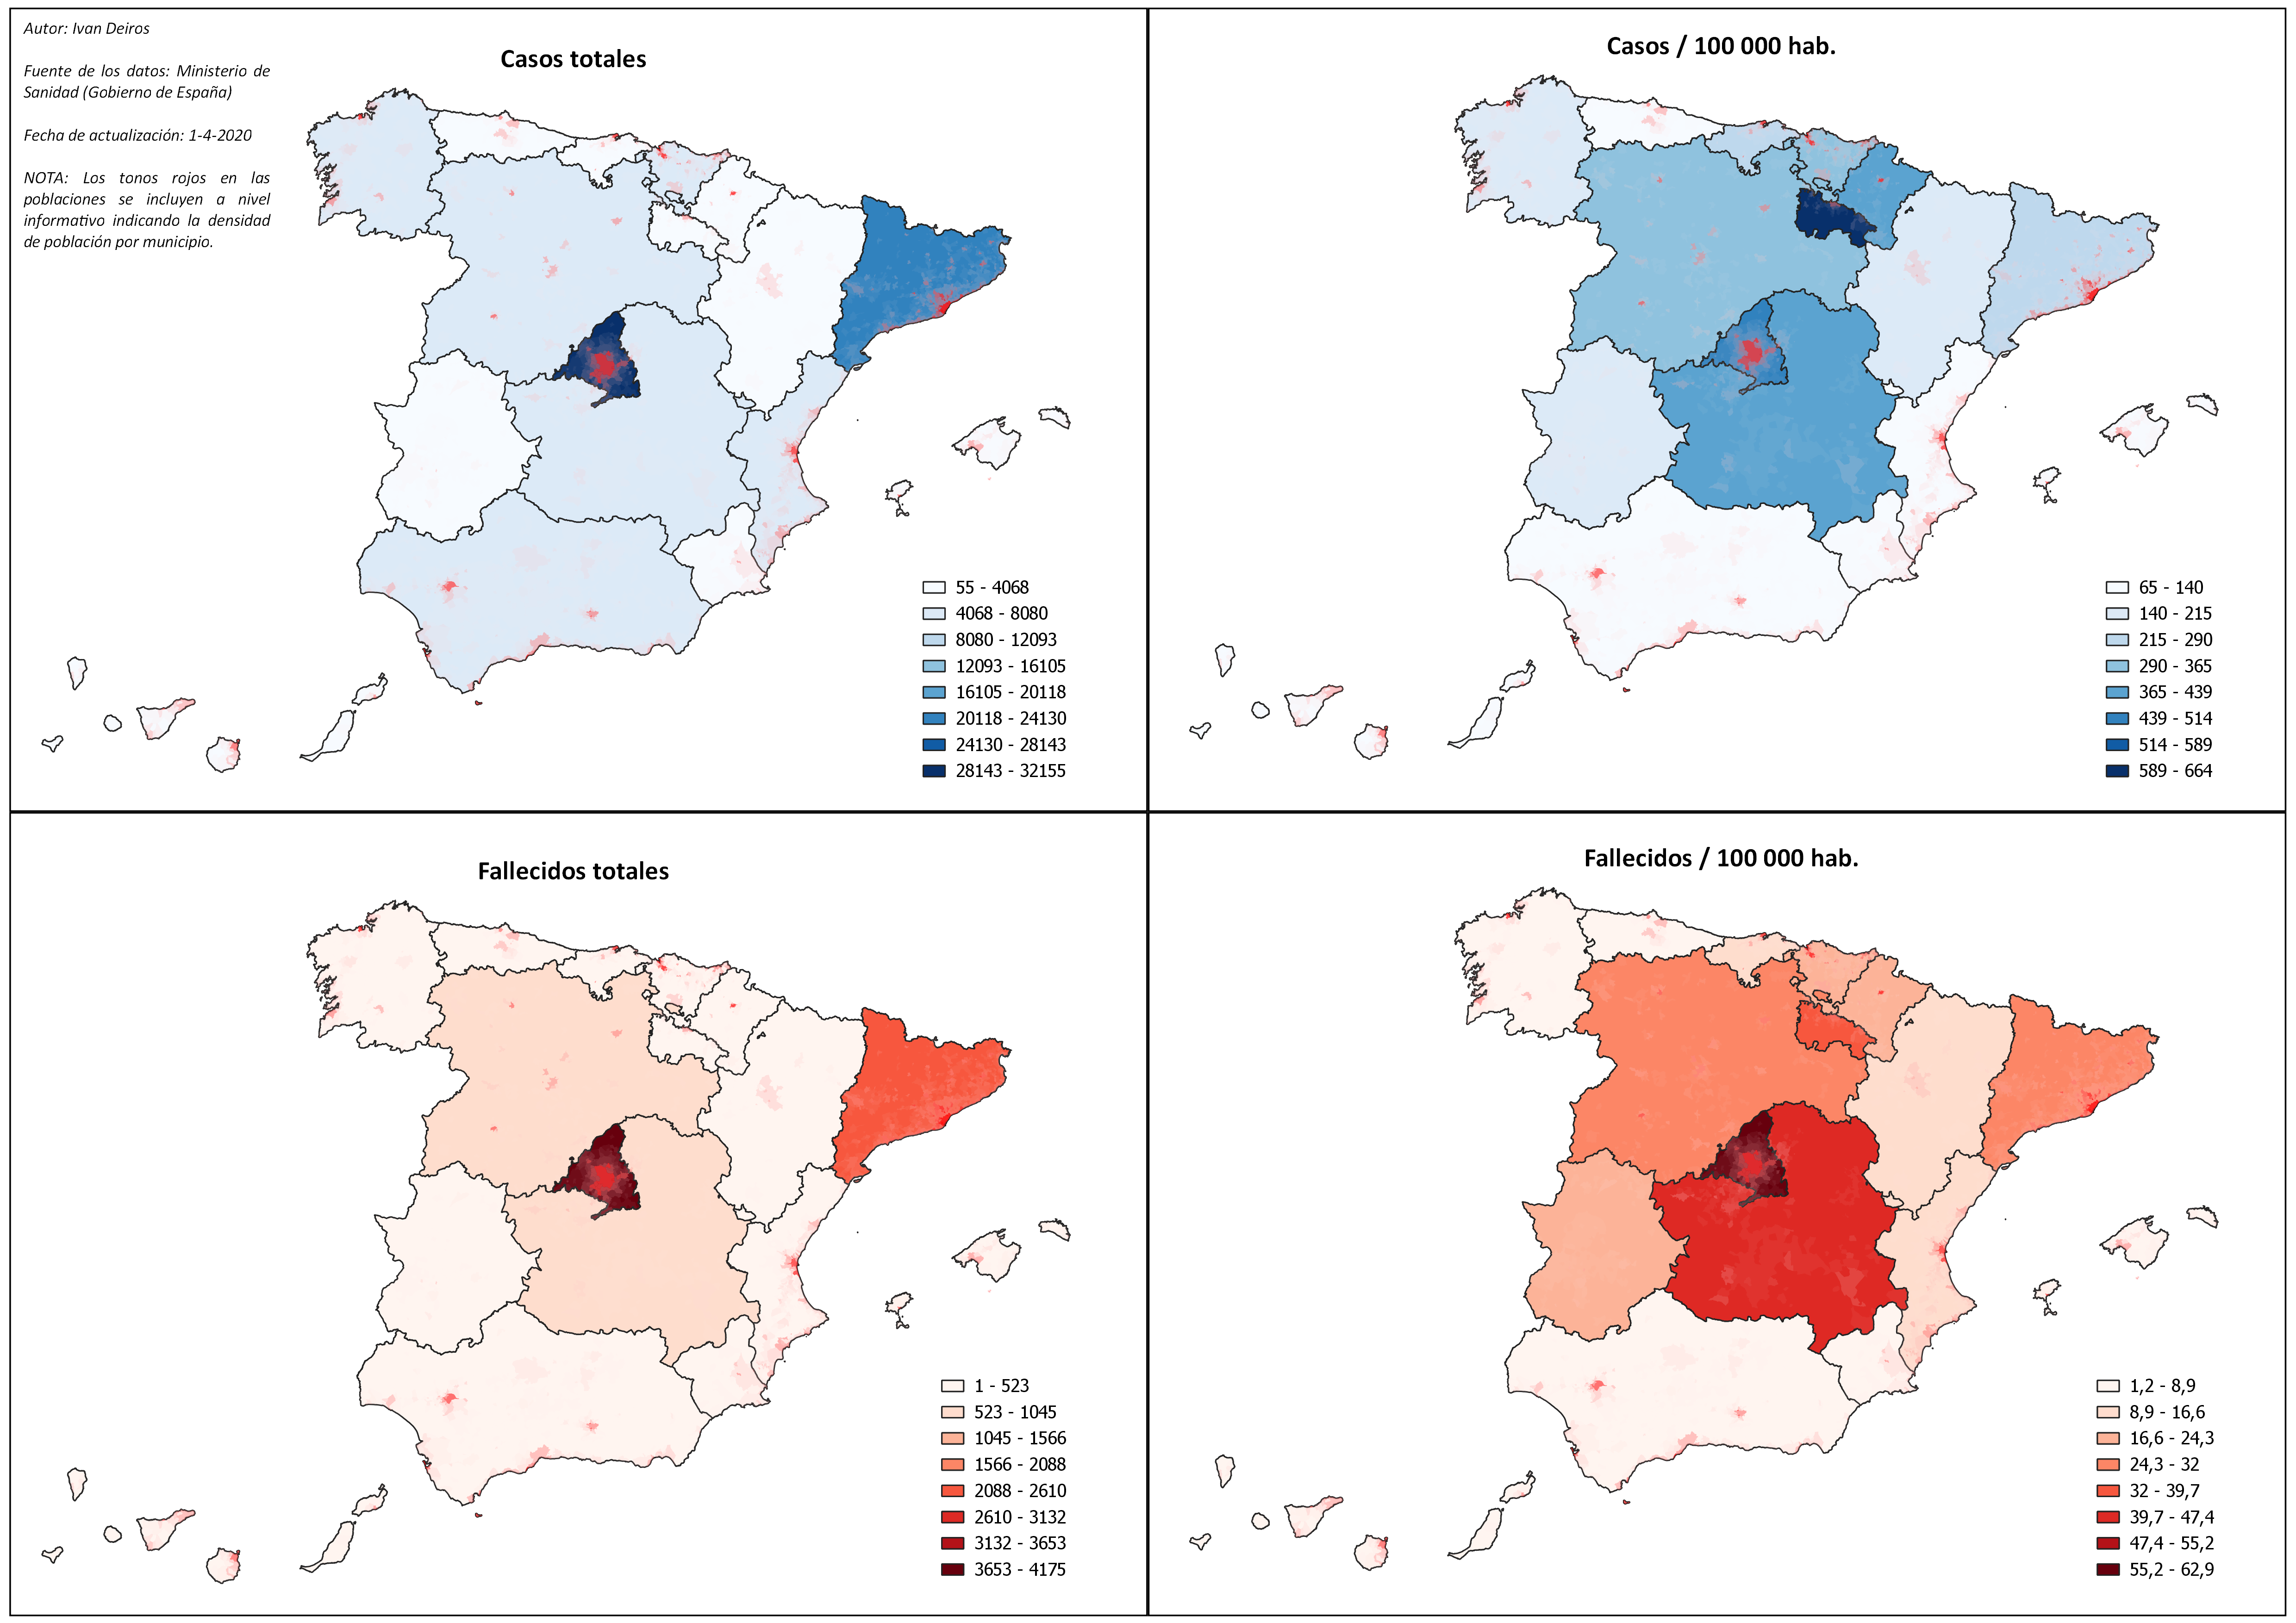 Autor: Ivan Deiros
Fuente de los datos: Ministerio de
Sanidad (Gobierno de España)
Fecha de actualización: 1-4-2020
NOTA: Los tonos rojos en las
poblaciones se incluyen a nivel
informativo indicando la densidad
de población por municipio.
Casos totales
55 - 4068
4068 - 8080
8080 - 12093
12093 - 16105
16105 - 20118
20118 - 24130
24130 - 28143
28143 - 32155
Casos / 100 000 hab.
65 - 140
140 - 215
215 - 290
290 - 365
365 - 439
439 - 514
514 - 589
589 - 664
Fallecidos totales
1 - 523
523 - 1045
1045 - 1566
1566 - 2088
2088 - 2610
2610 - 3132
3132 - 3653
3653 - 4175
Fallecidos / 100 000 hab.
1,2 - 8,9
8,9 - 16,6
16,6 - 24,3
24,3 - 32
32 - 39,7
39,7 - 47,4
47,4 - 55,2
55,2 - 62,9